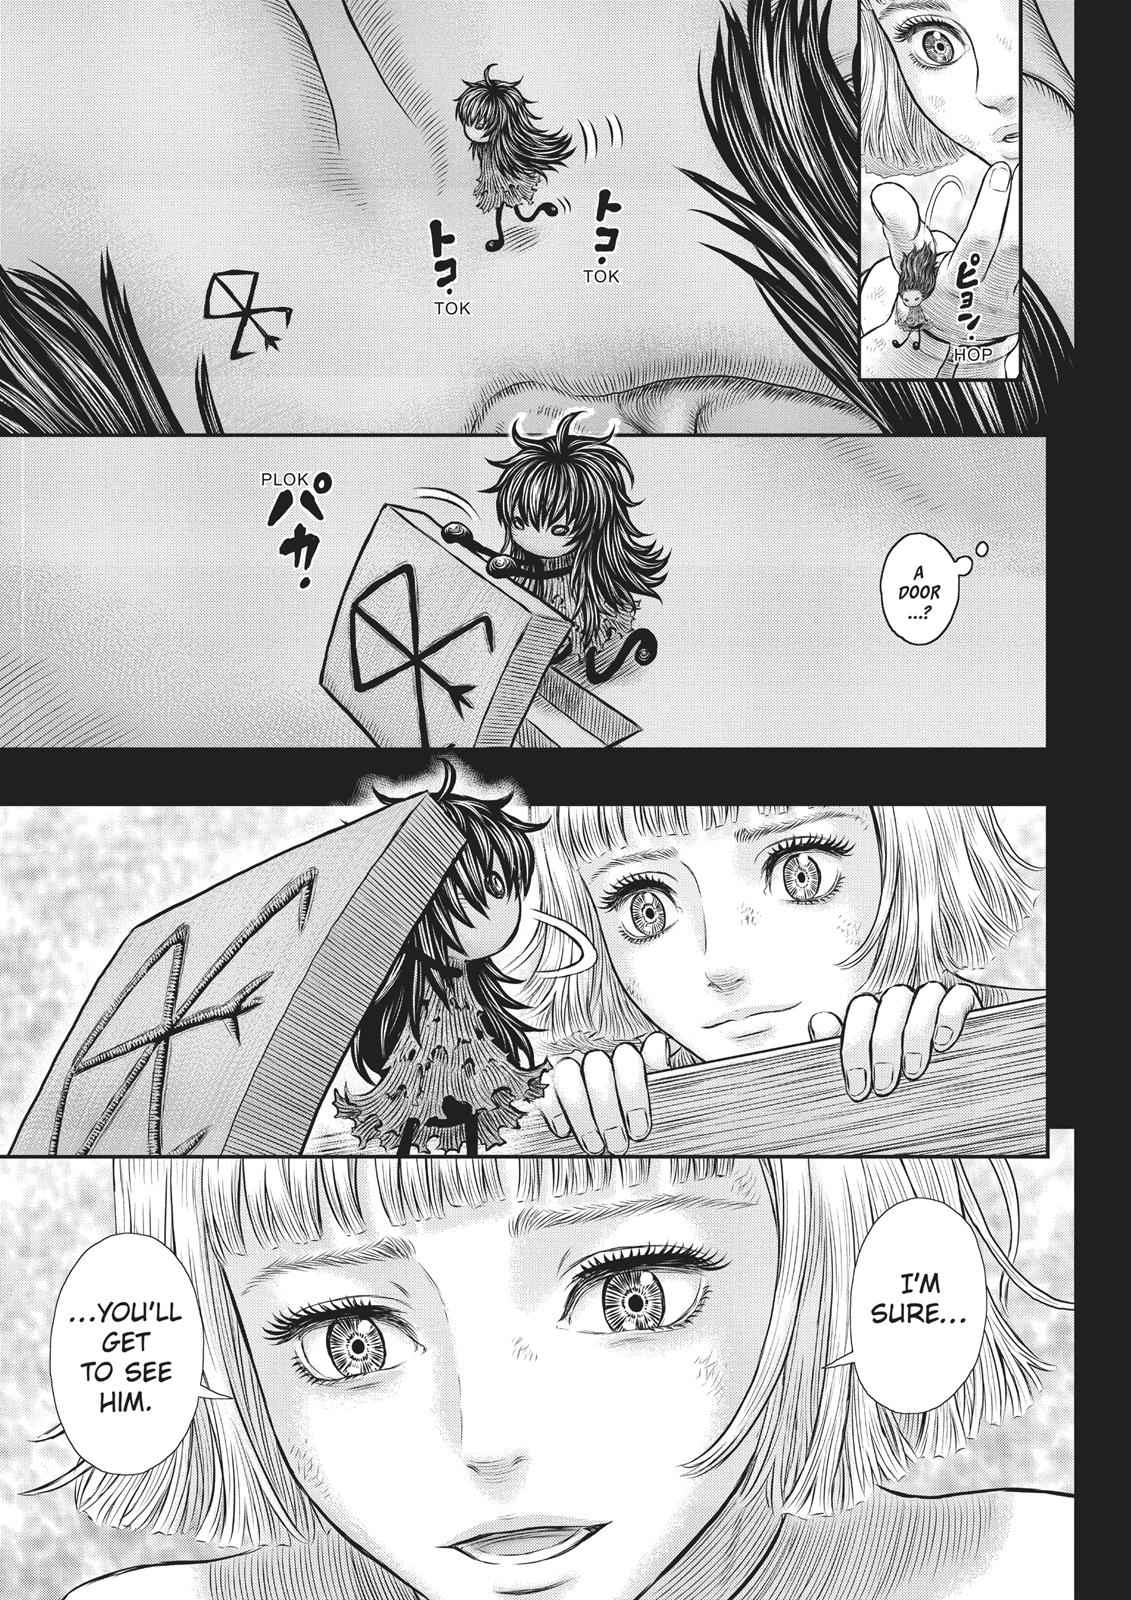 ピョン。
HOP
トコ。
TOK
トコ。
TOK
A
DOOR
...?
PLOK
パカ。
I'M
SURE...
...YOU'LL
GET
TO SEE
HIM.